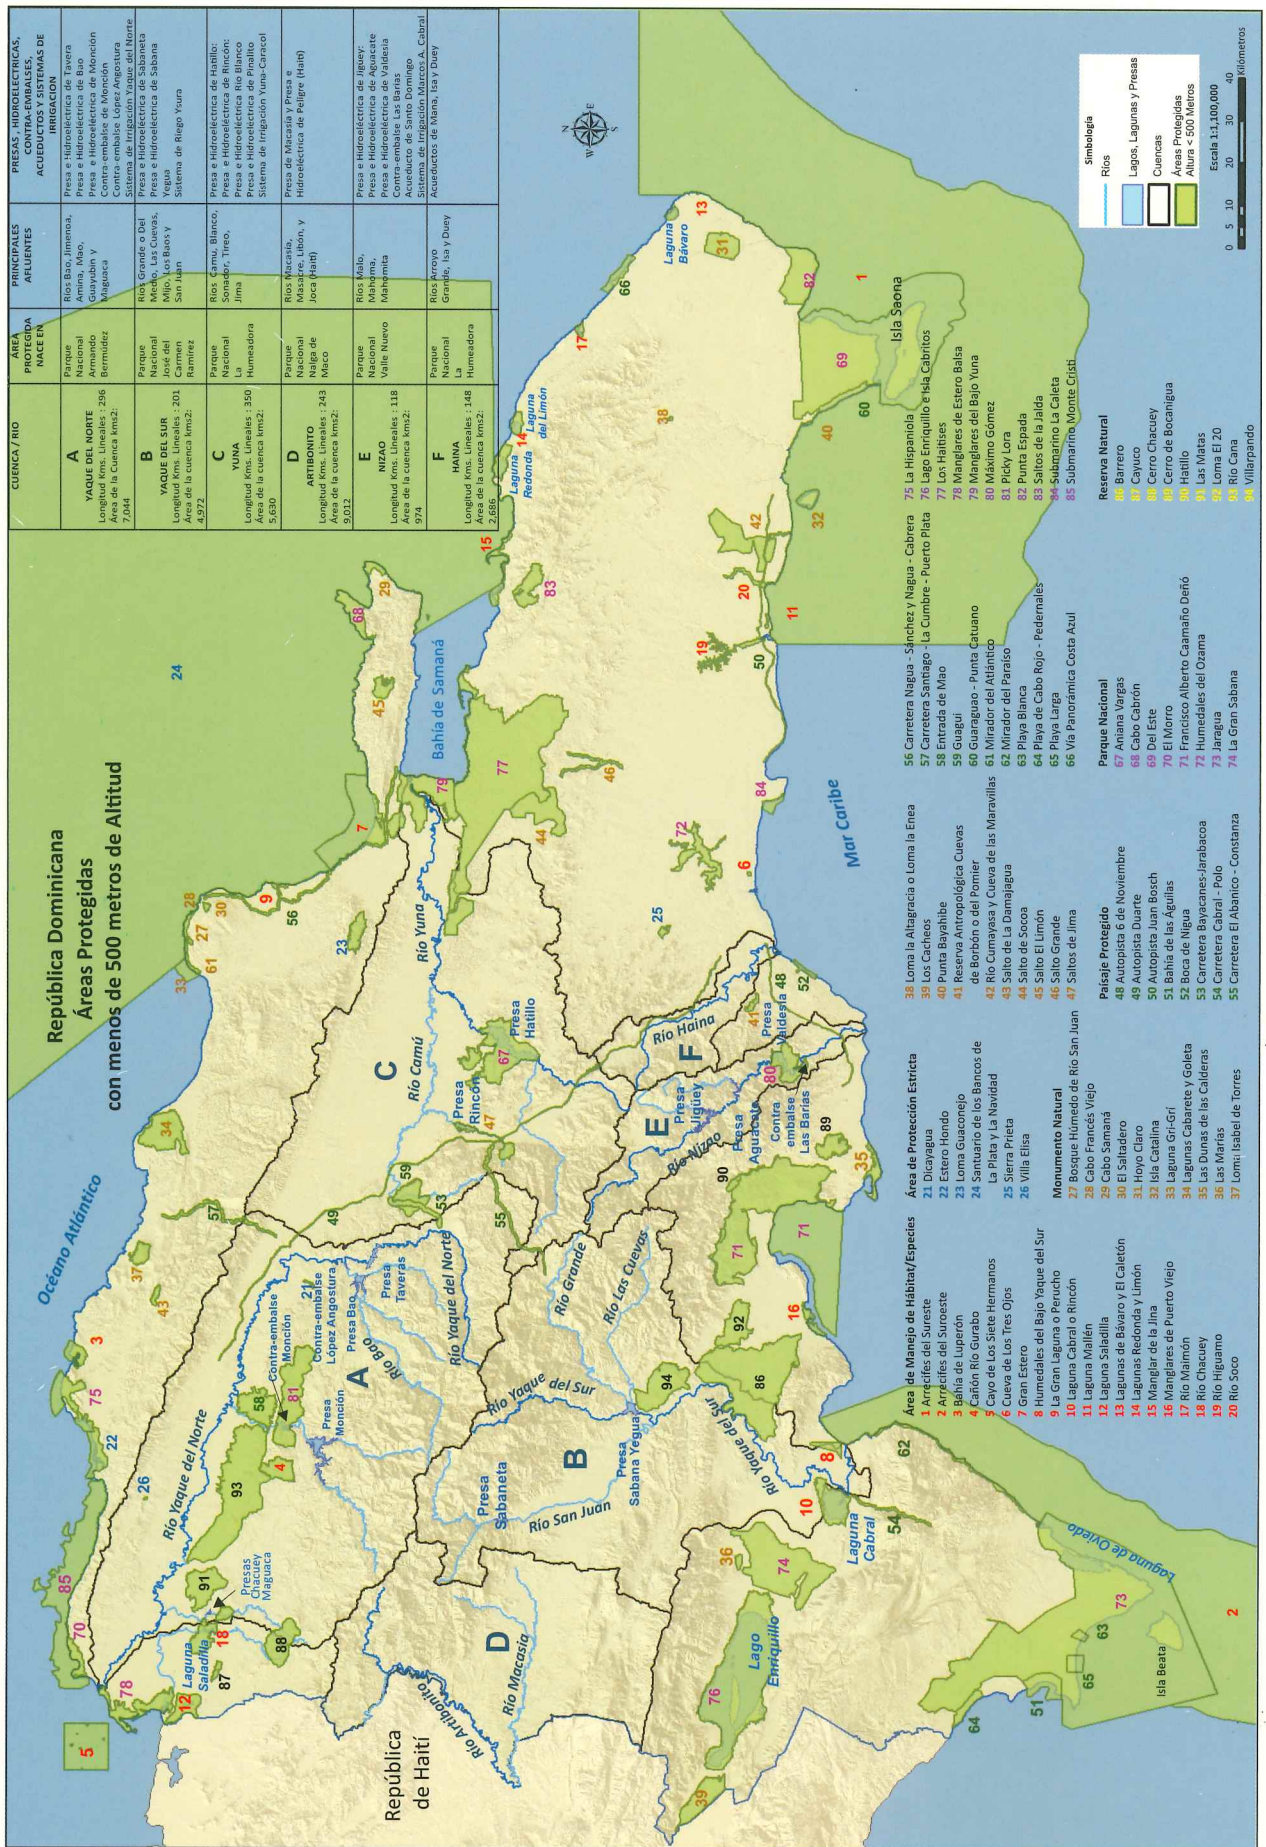 República Dominicana
Áreas Protegidas
con menos de 500 metros de Altitud
CUENCA / RIO
ÁREA
PROTEGIDA
NACE EN
PRINCIPALES
AFLUENTES
PRESAS , HIDROELECTRICAS,
CONTRA-EMBALSES,
ACUEDUCTOS Y SISTEMAS DE
IRRIGACION
A
YAQUE DEL NORTE
Longitud Kms. Lineales : 296
Área de la cuenca kms2:
7,044
Parque
Nacional
Armando
Bermúdez
Ríos Bao, Jimenoa,
Amina, Mao,
Guayubín y
Maguaca
Presa e Hidroeléctrica de Tavera
Presa e Hidroeléctrica de Bao
Presa e Hidroeléctrica de Monción
Contra-embalse de Monción
Contra-embalse López Angostura
Sistema de Irrigación Yaque del Norte
B
YAQUE DEL SUR
Longitud Kms. Lineales : 201
Área de la cuenca kms2:
4,972
Parque
Nacional
José del
Carmen
Ramírez
Ríos Grande o Del
Medio, Las Cuevas,
Mijo, Los Baos y
San Juan
Presa e Hidroeléctrica de Sabaneta
Presa e Hidroeléctrica de Sabana
Yegua
Sistema de Riego Ysura
C
YUNA
Longitud Kms. Lineales : 350
Área de la cuenca kms2:
5,630
Parque
Nacional
La
Humeadora
Ríos Camu, Blanco,
Sonador, Tireo,
Jima
Presa e Hidroeléctrica de Hatillo:
Presa e Hidroeléctrica de Rincón:
Presa e Hidroeléctrica Río Blanco
Presa e Hidroeléctrica de Pinalito
Sistema de Irrigación Yuna-Caracol
D
ARTIBONITO
Longitud Kms. Lineales : 243
Área de la cuenca kms2:
9,012
Parque
Nacional
Nalga de
Maco
Ríos Macasía,
Masacre, Libón, y
Joca (Haití)
Presa de Macasía y Presa e
Hidroeléctrica de Peligre (Haití)
E
NIZAO
Longitud Kms. Lineales : 118
Área de la cuenca kms2:
974
Parque
Nacional
Valle Nuevo
Ríos Malo,
Mahoma,
Mahomita
Presa e Hidroeléctrica de Jiguey:
Presa e Hidroeléctrica de Aguacate
Presa e Hidroeléctrica de Valdesia
Contra-embalse Las Barias
Acueducto de Santo Domingo
Sistema de Irrigación Marcos A. Cabral
F
HAINA
Longitud Kms. Lineales : 148
Área de la cuenca kms2:
2,686
Parque
Nacional
La
Humeadora
Ríos Arroyo
Grande, Isa y Duey
Acueductos de Mana, Isa y Duey
Océano Atlántico
Bahía de Samaná
Mar Caribe
República
de Haití
A
B
C
D
E
F
Río Yaque del Norte
Río Yaque del Norte
Río Bao
Río Yaque del Sur
Río Yaque del Sur
Río San Juan
Río Grande
Río Las Cuevas
Río Macasía
Río Artibonito
Río Camú
Río Yuna
Río Nizao
Río Haina
Contra-embalse
Monción
Contra-embalse
López Angostura
Presa Bao
Presa
Taveras
Presa
Monción
Presas
Chacuey
Maguaca
Laguna
Saladilla
Presa
Sabaneta
Presa
Sabana Yegua
Presa
Rincón
Presa
Hatillo
Presa
Jigüey
Presa
Aguacate
Presa
Valdesia
Contra
embalse
Las Barías
Lago
Enriquillo
Laguna
Cabral
Laguna de Oviedo
Isla Beata
Laguna
Redonda
Laguna
del Limón
Laguna
Bávaro
Isla Saona
N
E
S
W
Simbología
Ríos
Lagos, Lagunas y Presas
Cuencas
Áreas Protegidas
Altura < 500 Metros
Escala 1:1,100,000
0 5 10 20 30 40
Kilómetros
Área de Manejo de Hábitat/Especies
1 Arrecifes del Sureste
2 Arrecifes del Suroeste
3 Bahía de Luperón
4 Cañón Río Gurabo
5 Cayo de Los Siete Hermanos
6 Cueva de Los Tres Ojos
7 Gran Estero
8 Humedales del Bajo Yaque del Sur
9 La Gran Laguna o Perucho
10 Laguna Cabral o Rincón
11 Laguna Mallén
12 Laguna Saladilla
13 Lagunas de Bávaro y El Caletón
14 Lagunas Redonda y Limón
15 Manglar de la Jina
16 Manglares de Puerto Viejo
17 Río Maimón
18 Río Chacuey
19 Río Higuamo
20 Río Soco
Área de Protección Estricta
21 Dicayagua
22 Estero Hondo
23 Loma Guaconejo
24 Santuario de los Bancos de
La Plata y La Navidad
25 Sierra Prieta
26 Villa Elisa
Monumento Natural
27 Bosque Húmedo de Río San Juan
28 Cabo Francés Viejo
29 Cabo Samaná
30 El Saltadero
31 Hoyo Claro
32 Isla Catalina
33 Laguna Gri-Grí
34 Lagunas Cabarete y Goleta
35 Las Dunas de las Calderas
36 Las Marías
37 Loma Isabel de Torres
38 Loma la Altagracia o Loma la Enea
39 Los Cacheos
40 Punta Bayahibe
41 Reserva Antropológica Cuevas
de Borbón o del Pomier
42 Río Cumayasa y Cueva de las Maravillas
43 Salto de La Damajagua
44 Salto de Socoa
45 Salto El Limón
46 Salto Grande
47 Saltos de Jima
Paisaje Protegido
48 Autopista 6 de Noviembre
49 Autopista Duarte
50 Autopista Juan Bosch
51 Bahía de las Águilas
52 Boca de Nigua
53 Carretera Bayacanes-Jarabacoa
54 Carretera Cabral - Polo
55 Carretera El Abanico - Constanza
56 Carretera Nagua - Sánchez y Nagua - Cabrera
57 Carretera Santiago - La Cumbre - Puerto Plata
58 Entrada de Mao
59 Guaguí
60 Guaraguao - Punta Catuano
61 Mirador del Atlántico
62 Mirador del Paraíso
63 Playa Blanca
64 Playa de Cabo Rojo - Pedernales
65 Playa Larga
66 Vía Panorámica Costa Azul
Parque Nacional
67 Aniana Vargas
68 Cabo Cabrón
69 Del Este
70 El Morro
71 Francisco Alberto Caamaño Deñó
72 Humedales del Ozama
73 Jaragua
74 La Gran Sabana
75 La Hispaniola
76 Lago Enriquillo e Isla Cabritos
77 Los Haitises
78 Manglares de Estero Balsa
79 Manglares del Bajo Yuna
80 Máximo Gómez
81 Picky Lora
82 Punta Espada
83 Saltos de la Jalda
84 Submarino La Caleta
85 Submarino Monte Cristi
Reserva Natural
86 Barrero
87 Cayuco
88 Cerro Chacuey
89 Cerro de Bocanigua
90 Hatillo
91 Las Matas
92 Loma El 20
93 Río Cana
94 Villarpando